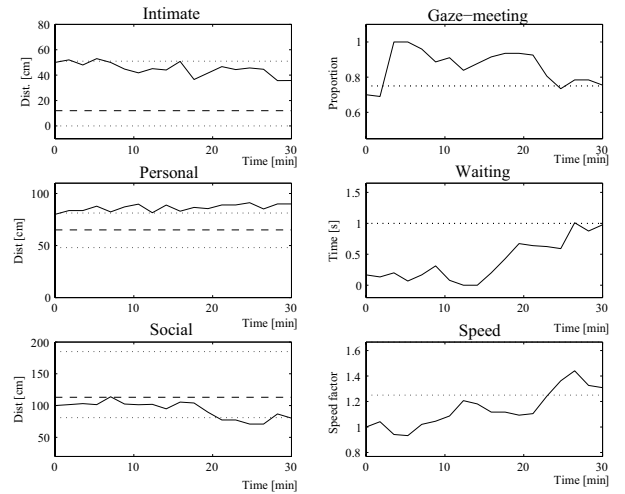 Intimate
80
60
40
20
0
Dist. [cm]
0 10 20 30
Time [min]
Gaze−meeting
1
0.8
0.6
Proportion
0 10 20 30
Time [min]
Personal
100
50
0
Dist [cm]
0 10 20 30
Time [min]
Waiting
1.5
1
0.5
0
Time [s]
0 10 20 30
Time [min]
Social
200
150
100
50
Dist [cm]
0 10 20 30
Time [min]
Speed
1.6
1.4
1.2
1
0.8
Speed factor
0 10 20 30
Time [min]